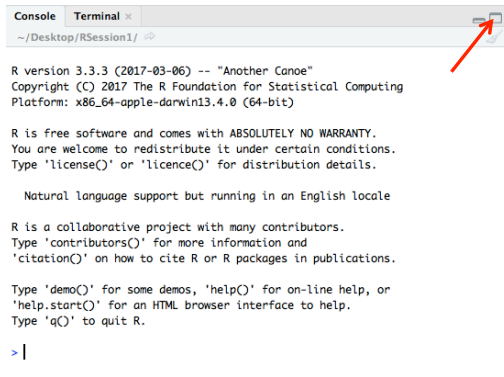 Console Terminal ×
~/Desktop/RSession1/
R version 3.3.3 (2017-03-06) -- "Another Canoe"
Copyright (C) 2017 The R Foundation for Statistical Computing
Platform: x86_64-apple-darwin13.4.0 (64-bit)
R is free software and comes with ABSOLUTELY NO WARRANTY.
You are welcome to redistribute it under certain conditions.
Type 'license()' or 'licence()' for distribution details.
Natural language support but running in an English locale
R is a collaborative project with many contributors.
Type 'contributors()' for more information and
'citation()' on how to cite R or R packages in publications.
Type 'demo()' for some demos, 'help()' for on-line help, or
'help.start()' for an HTML browser interface to help.
Type 'q()' to quit R.
>